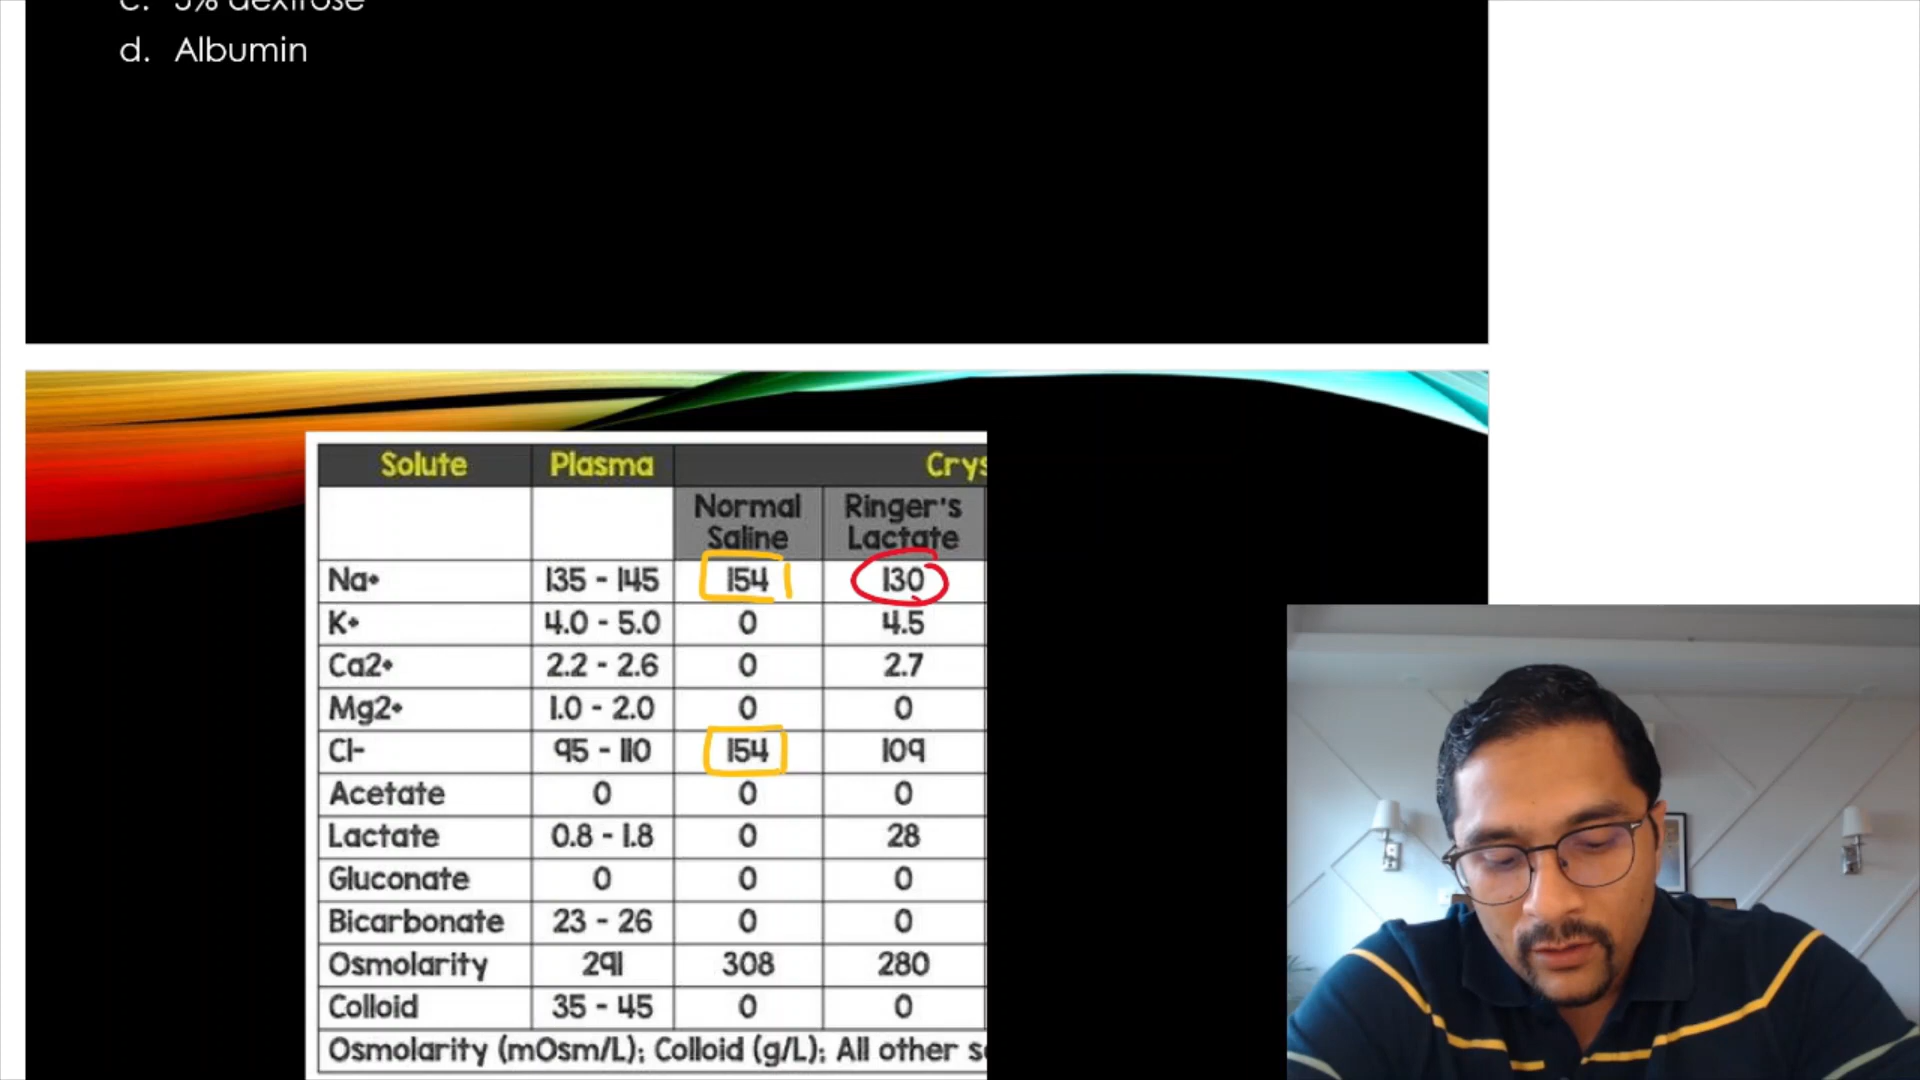 c. 5% dextrose
d. Albumin
Solute Plasma Crys
Normal Saline Ringer's Lactate
Na+ 135 - 145 154 130
K+ 4.0 - 5.0 0 4.5
Ca2+ 2.2 - 2.6 0 2.7
Mg2+ 1.0 - 2.0 0 0
Cl- 95 - 110 154 109
Acetate 0 0 0
Lactate 0.8 - 1.8 0 28
Gluconate 0 0 0
Bicarbonate 23 - 26 0 0
Osmolarity 291 308 280
Colloid 35 - 45 0 0
Osmolarity (mOsm/L); Colloid (g/L); All other